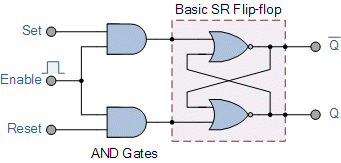 Basic SR Flip-flop
Set
Q
Enable
Q
Reset
AND Gates